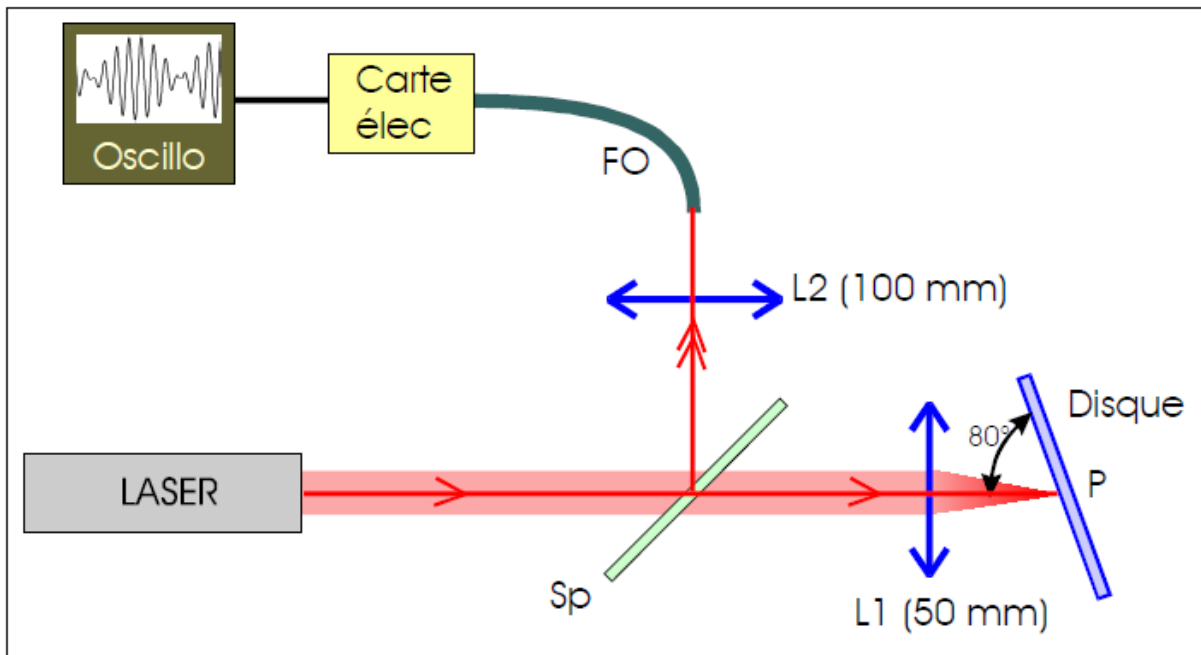 Carte
élec
Oscillo
FO
L2 (100 mm)
Disque
80°
LASER
P
Sp
L1 (50 mm)